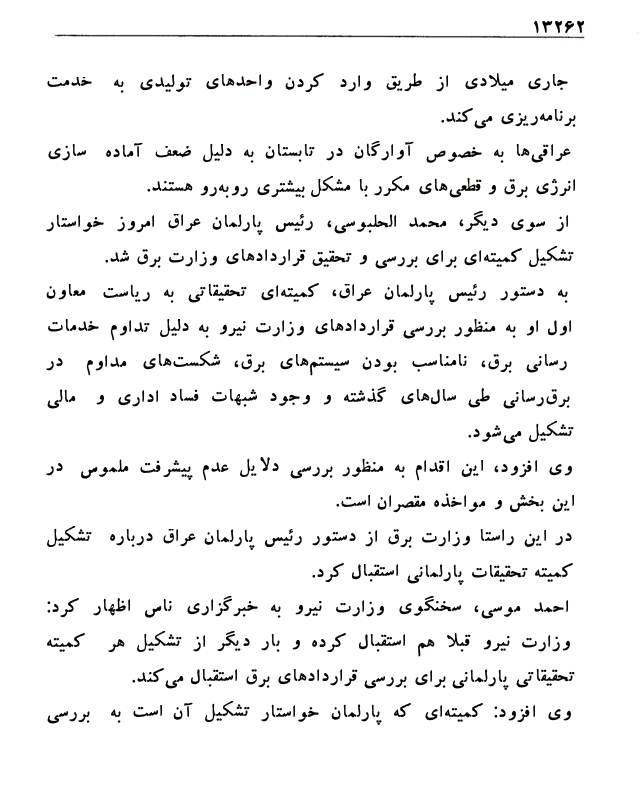 ۱۳۲۶۲
جاری میلادی از طریق وارد کردن واحدهای تولیدی به خدمت
برنامه‌ریزی می‌کند.
عراقی‌ها به خصوص آوارگان در تابستان به دلیل ضعف آماده سازی
انرژی برق و قطعی‌های مکرر با مشکل بیشتری روبه‌رو هستند.
از سوی دیگر، محمد الحلبوسی، رئیس پارلمان عراق امروز خواستار
تشکیل کمیته‌ای برای بررسی و تحقیق قراردادهای وزارت برق شد.
به دستور رئیس پارلمان عراق، کمیته‌ای تحقیقاتی به ریاست معاون
اول او به منظور بررسی قراردادهای وزارت نیرو به دلیل تداوم خدمات
رسانی برق، نامناسب بودن سیستم‌های برق، شکست‌های مداوم در
برق‌رسانی طی سال‌های گذشته و وجود شبهات فساد اداری و مالی
تشکیل می‌شود.
وی افزود، این اقدام به منظور بررسی دلایل عدم پیشرفت ملموس در
این بخش و مواخذه مقصران است.
در این راستا وزارت برق از دستور رئیس پارلمان عراق درباره تشکیل
کمیته تحقیقات پارلمانی استقبال کرد.
احمد موسی، سخنگوی وزارت نیرو به خبرگزاری ناس اظهار کرد:
وزارت نیرو قبلا هم استقبال کرده و بار دیگر از تشکیل هر کمیته
تحقیقاتی پارلمانی برای بررسی قراردادهای برق استقبال می‌کند.
وی افزود: کمیته‌ای که پارلمان خواستار تشکیل آن است به بررسی